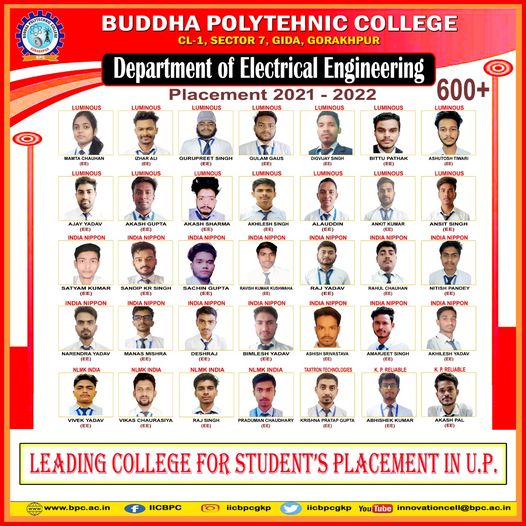 BUDDHA POLYTEHNIC COLLEGE
CL-1, SECTOR 7, GIDA, GORAKHPUR
Department of Electrical Engineering
Placement 2021 - 2022
600+
LUMINOUS LUMINOUS LUMINOUS LUMINOUS LUMINOUS LUMINOUS LUMINOUS
MAMTA CHAUHAN IZHAR ALI GURUPREET SINGH GULAM GAUS DIGVIJAY SINGH BITTU PATHAK ASHUTOSH TIWARI
(EE) (EE) (EE) (EE) (EE) (EE) (EE)
LUMINOUS LUMINOUS LUMINOUS LUMINOUS LUMINOUS LUMINOUS LUMINOUS
AJAY YADAV AKASH GUPTA AKASH SHARMA AKHILESH SINGH ALAUDDIN ANKIT KUMAR ANSIT SINGH
(EE) (EE) (EE) (EE) (EE) (EE) (EE)
INDIA NIPPON INDIA NIPPON INDIA NIPPON INDIA NIPPON INDIA NIPPON INDIA NIPPON INDIA NIPPON
SATYAM KUMAR SANDIP KR SINGH SACHIN GUPTA RAVISH KUMAR KUSHWAHA RAJ YADAV RAHUL CHAUHAN NITISH PANDEY
(EE) (EE) (EE) (EE) (EE) (EE) (EE)
INDIA NIPPON INDIA NIPPON INDIA NIPPON INDIA NIPPON INDIA NIPPON INDIA NIPPON INDIA NIPPON
NARENDRA YADAV MANAS MISHRA DESHRAJ BIMLESH YADAV ASHISH SRIVASTAVA AMARJEET SINGH AKHILESH YADAV
(EE) (EE) (EE) (EE) (EE) (EE) (EE)
NLMK INDIA NLMK INDIA NLMK INDIA NLMK INDIA TAXTRON TECHNOLOGIES K. P. RELIABLE K. P. RELIABLE
VIVEK YADAV VIKAS CHAURASIYA RAJ SINGH PRADUMAN CHAUDHARY KRISHNA PRATAP GUPTA ABHISHEK KUMAR AKASH PAL
(EE) (EE) (EE) (EE) (EE) (EE) (EE)
LEADING COLLEGE FOR STUDENT'S PLACEMENT IN U.P.
www.bpc.ac.in IICBPC iicbpcgkp iicbpcgkp YouTube innovationcell@bpc.ac.in